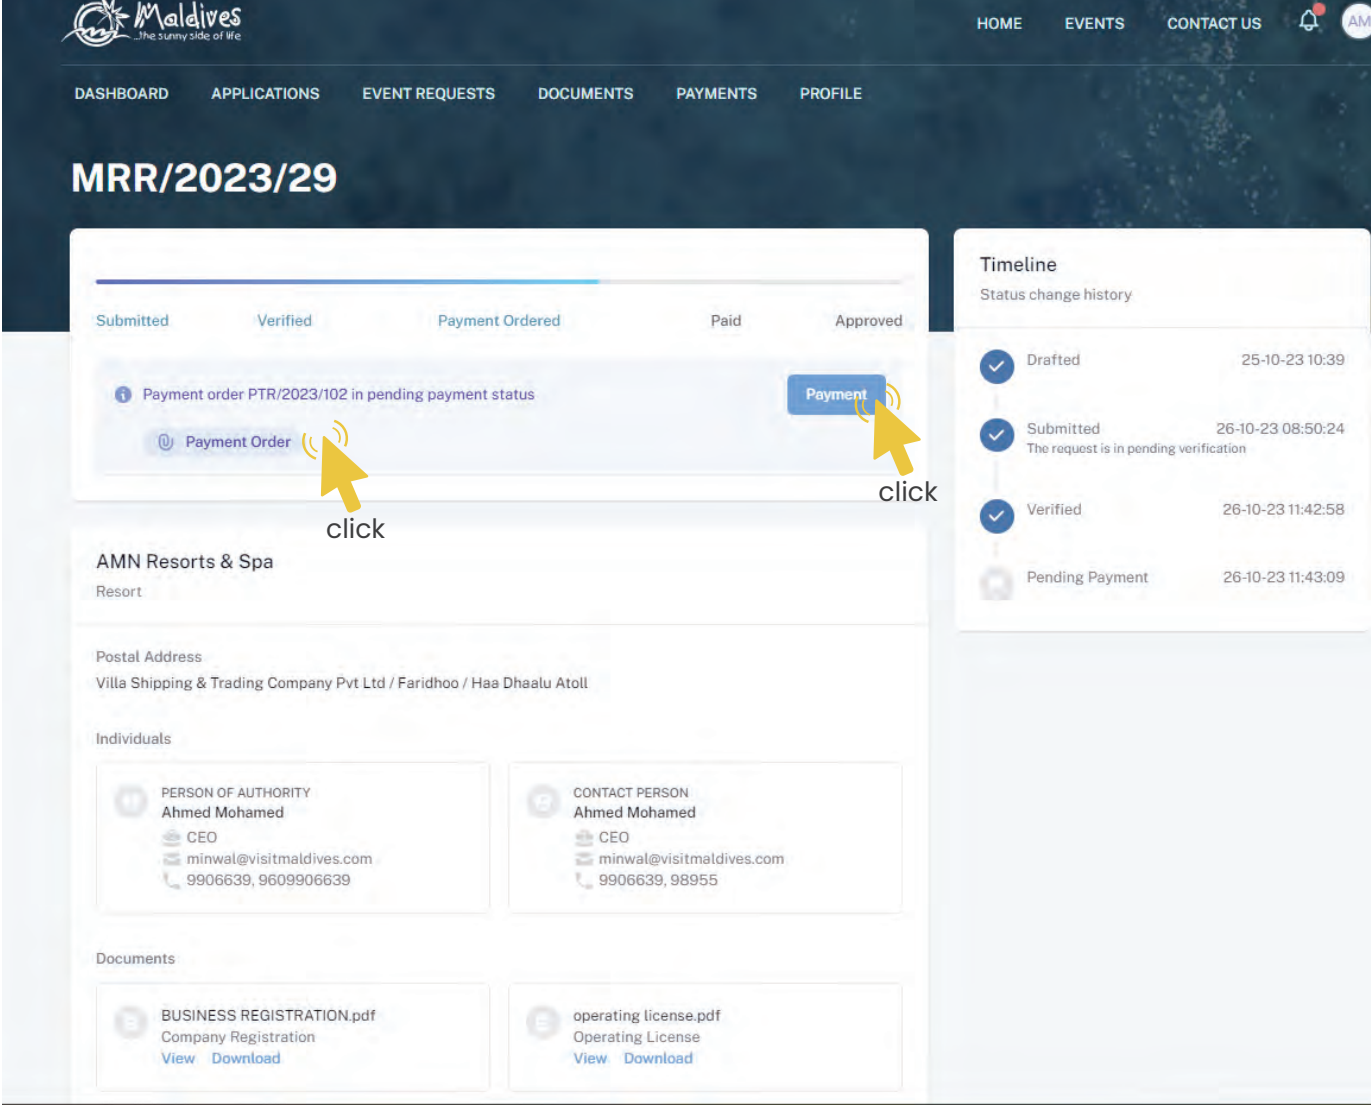 Maldives
...the sunny side of life
HOME EVENTS CONTACT US AM
DASHBOARD APPLICATIONS EVENT REQUESTS DOCUMENTS PAYMENTS PROFILE
MRR/2023/29
Submitted Verified Payment Ordered Paid Approved
Payment order PTR/2023/102 in pending payment status
Payment
Payment Order
click
click
Timeline
Status change history
Drafted 25-10-23 10:39
Submitted 26-10-23 08:50:24
The request is in pending verification
Verified 26-10-23 11:42:58
Pending Payment 26-10-23 11:43:09
AMN Resorts & Spa
Resort
Postal Address
Villa Shipping & Trading Company Pvt Ltd / Faridhoo / Haa Dhaalu Atoll
Individuals
PERSON OF AUTHORITY
Ahmed Mohamed
CEO
minwal@visitmaldives.com
9906639, 9609906639
CONTACT PERSON
Ahmed Mohamed
CEO
minwal@visitmaldives.com
9906639, 98955
Documents
BUSINESS REGISTRATION.pdf
Company Registration
View Download
operating license.pdf
Operating License
View Download